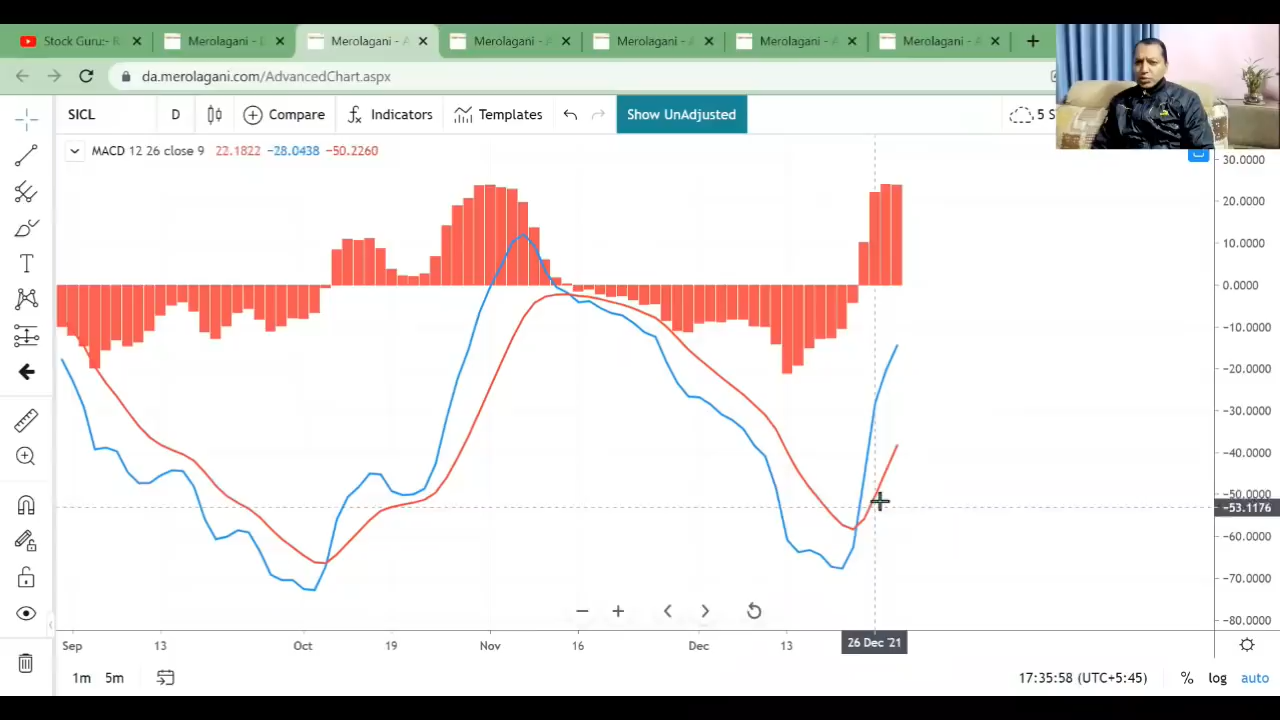 Stock Guru:- R
Merolagani -
Merolagani - A
Merolagani - A
Merolagani - A
Merolagani - A
Merolagani - A
da.merolagani.com/AdvancedChart.aspx
SICL
D
Compare
Indicators
Templates
Show UnAdjusted
5 S
MACD 12 26 close 9 22.1822 −28.0438 −50.2260
30.0000
20.0000
10.0000
0.0000
−10.0000
−20.0000
−30.0000
−40.0000
−50.0000
−53.1176
−60.0000
−70.0000
−80.0000
Sep 13 Oct 19 Nov 16 Dec 13 26 Dec '21
1m 5m
17:35:58 (UTC+5:45) % log auto